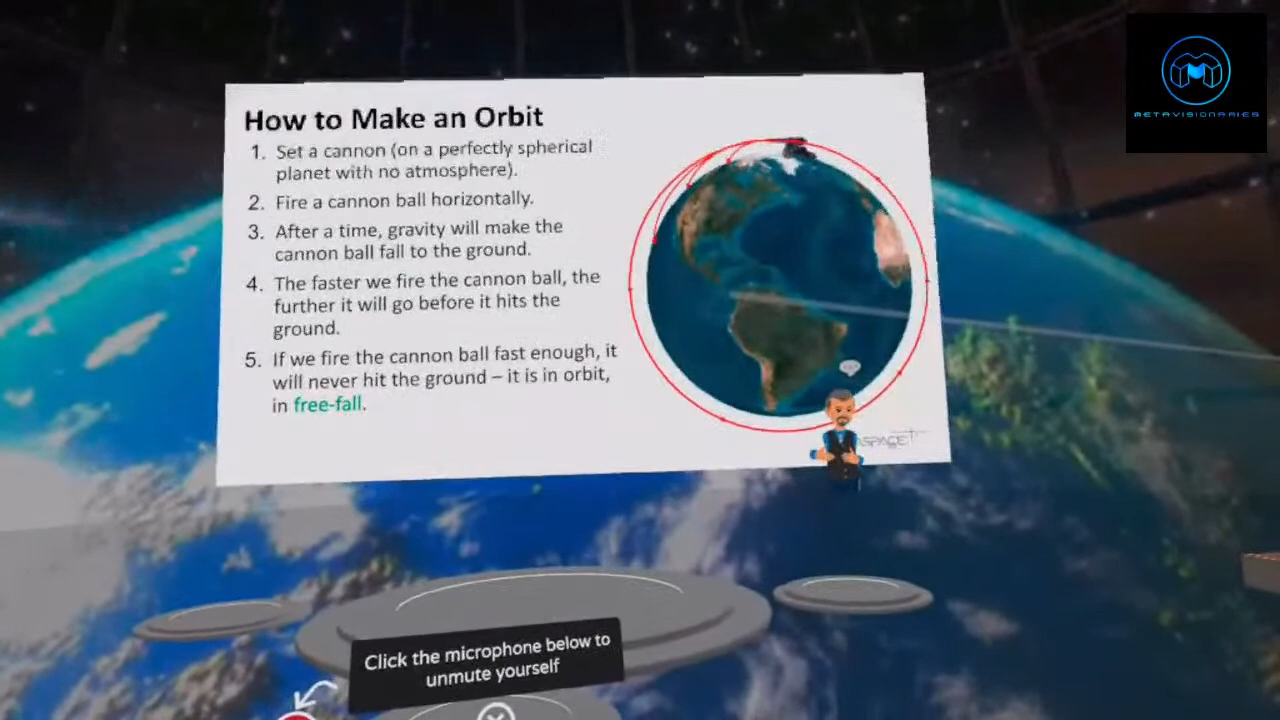 METAVISIONARIES
How to Make an Orbit
1. Set a cannon (on a perfectly spherical
planet with no atmosphere).
2. Fire a cannon ball horizontally.
3. After a time, gravity will make the
cannon ball fall to the ground.
4. The faster we fire the cannon ball, the
further it will go before it hits the
ground.
5. If we fire the cannon ball fast enough, it
will never hit the ground – it is in orbit,
in free-fall.
Click the microphone below to
unmute yourself